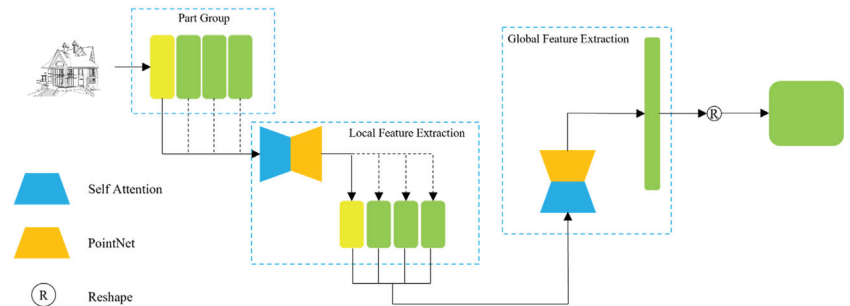 Part Group
Global Feature Extraction
Local Feature Extraction
R
Self Attention
PointNet
R
Reshape